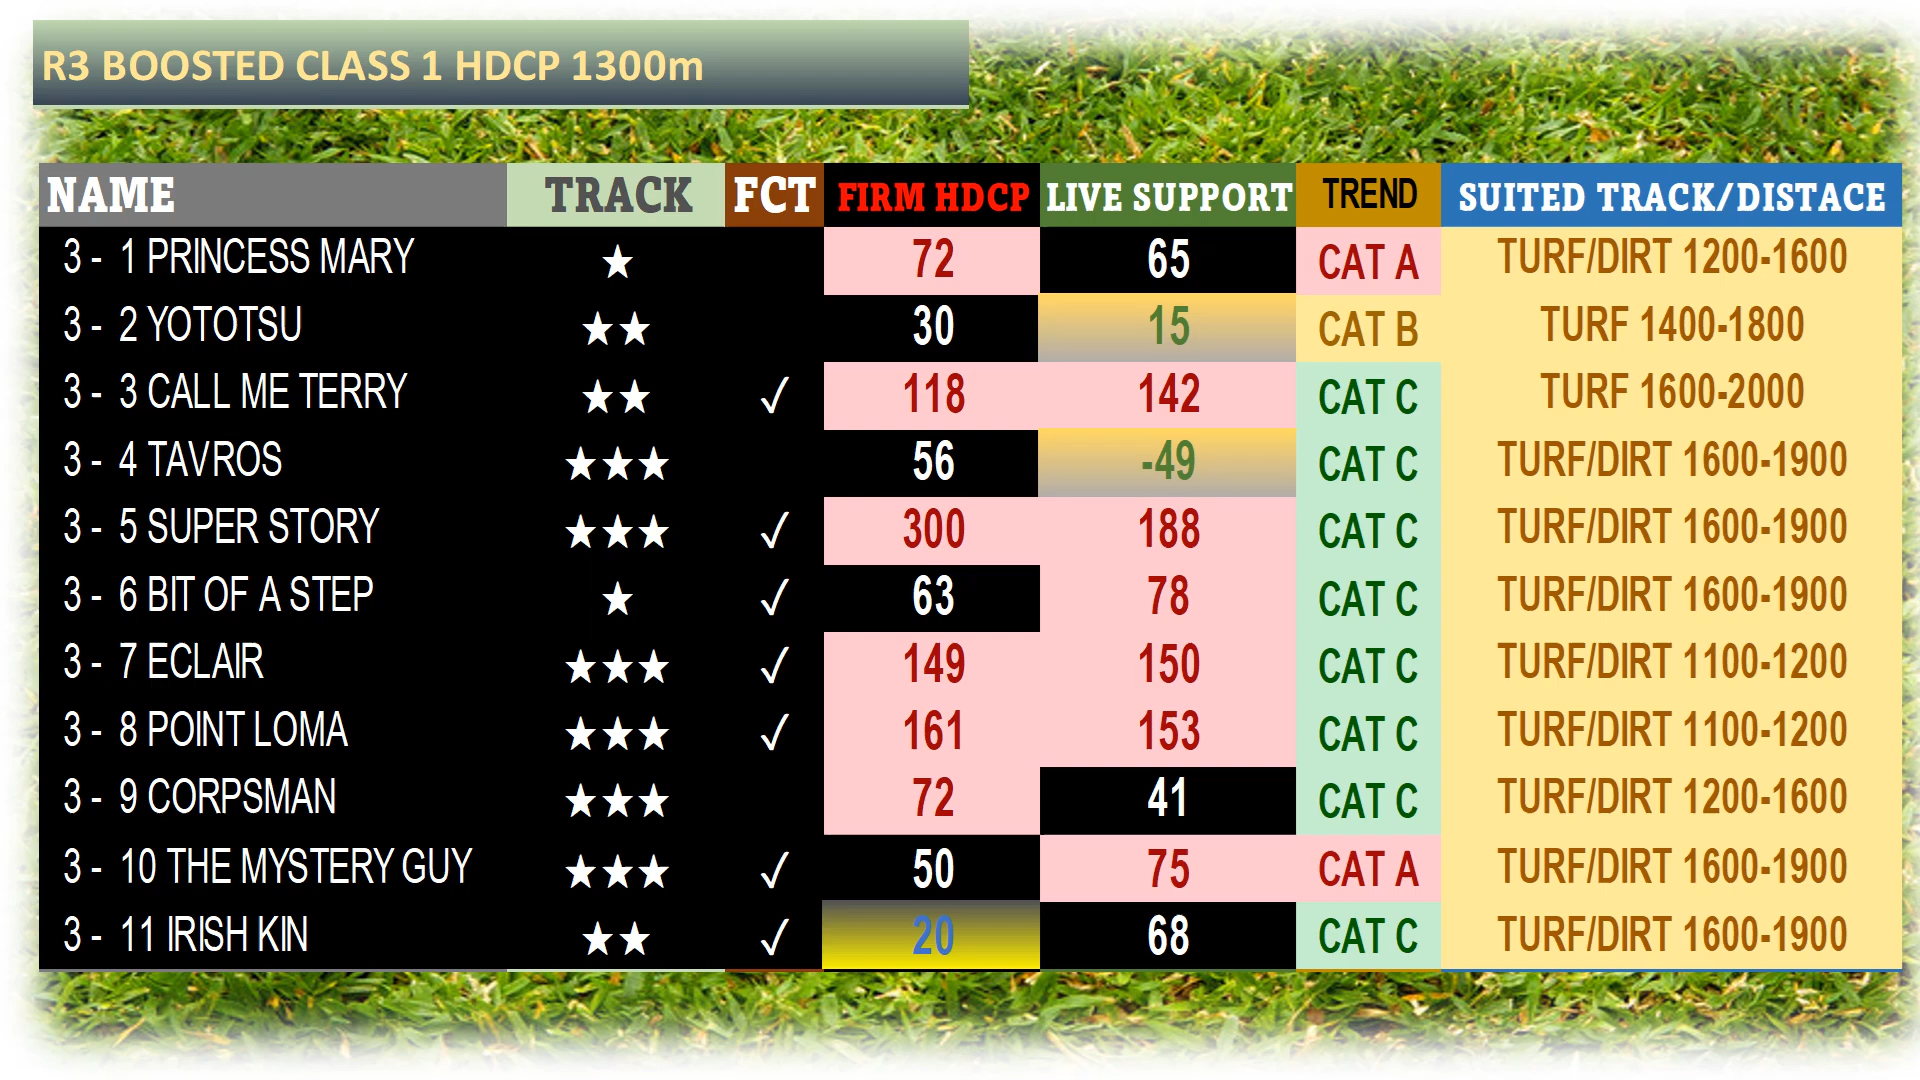 R3 BOOSTED CLASS 1 HDCP 1300m
NAME TRACK FCT FIRM HDCP LIVE SUPPORT TREND SUITED TRACK/DISTACE
3 - 1 PRINCESS MARY ★ 72 65 CAT A TURF/DIRT 1200-1600
3 - 2 YOTOTSU ★★ 30 15 CAT B TURF 1400-1800
3 - 3 CALL ME TERRY ★★ ✓ 118 142 CAT C TURF 1600-2000
3 - 4 TAVROS ★★★ 56 -49 CAT C TURF/DIRT 1600-1900
3 - 5 SUPER STORY ★★★ ✓ 300 188 CAT C TURF/DIRT 1600-1900
3 - 6 BIT OF A STEP ★ ✓ 63 78 CAT C TURF/DIRT 1600-1900
3 - 7 ECLAIR ★★★ ✓ 149 150 CAT C TURF/DIRT 1100-1200
3 - 8 POINT LOMA ★★★ ✓ 161 153 CAT C TURF/DIRT 1100-1200
3 - 9 CORPSMAN ★★★ 72 41 CAT C TURF/DIRT 1200-1600
3 - 10 THE MYSTERY GUY ★★★ ✓ 50 75 CAT A TURF/DIRT 1600-1900
3 - 11 IRISH KIN ★★ ✓ 20 68 CAT C TURF/DIRT 1600-1900